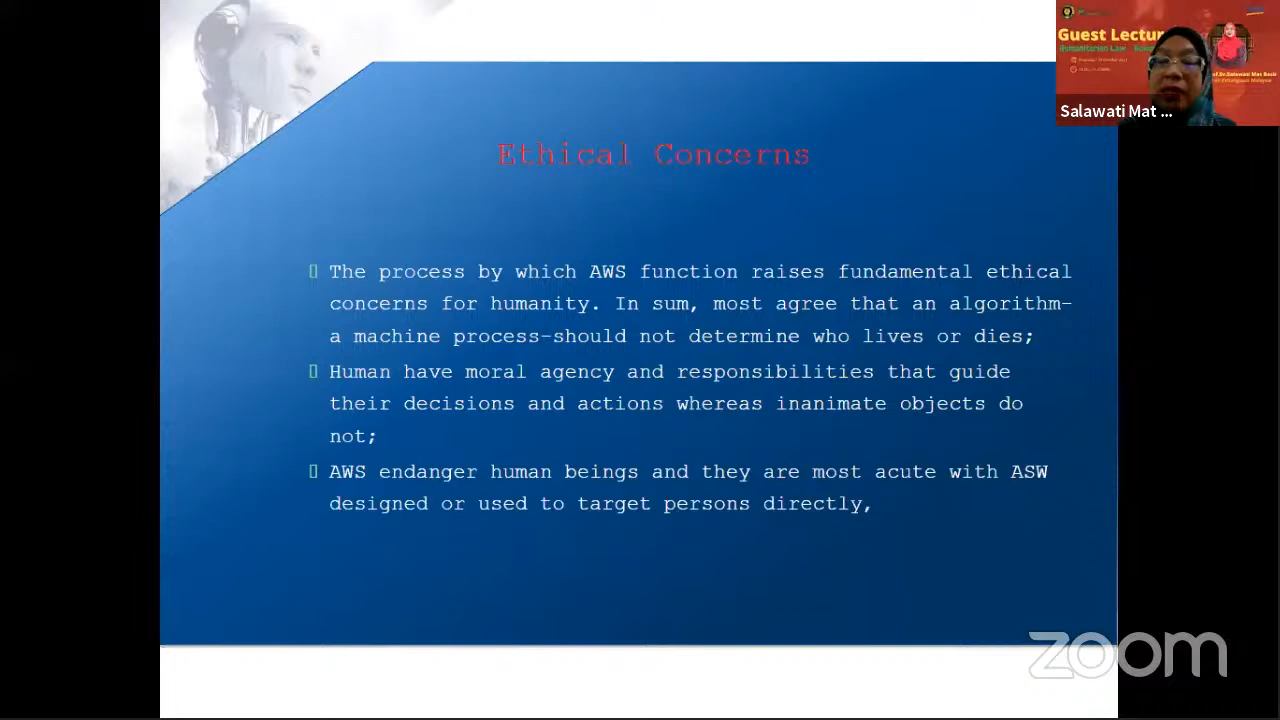 Guest Lectur
Humanitarian Law
Salawati Mat ...
Ethical Concerns
The process by which AWS function raises fundamental ethical
concerns for humanity. In sum, most agree that an algorithm-
a machine process-should not determine who lives or dies;
Human have moral agency and responsibilities that guide
their decisions and actions whereas inanimate objects do
not;
AWS endanger human beings and they are most acute with ASW
designed or used to target persons directly,
zoom